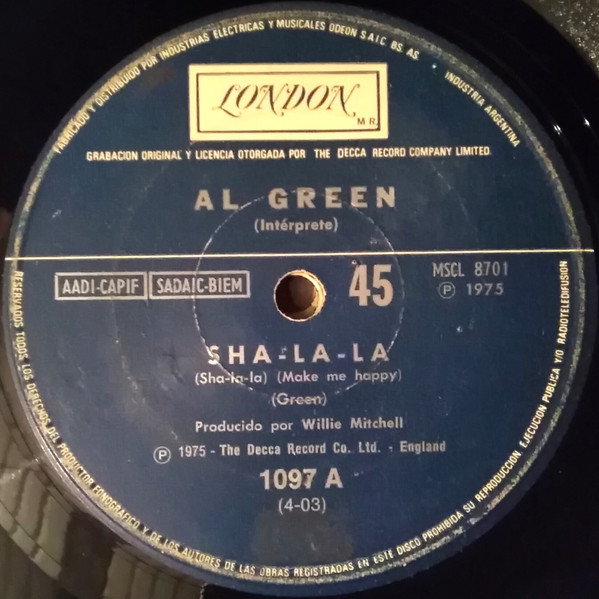 FABRICADO Y DISTRIBUIDO POR INDUSTRIAS ELECTRICAS Y MUSICALES ODEON S.A.I.C. BS. AS. INDUSTRIA ARGENTINA
LONDON
M R
GRABACION ORIGINAL Y LICENCIA OTORGADA POR THE DECCA RECORD COMPANY LIMITED
AL GREEN
(Intérprete)
AADI-CAPIF SADAIC-BIEM
45
MSCL 8701
Ⓟ 1975
SHA-LA-LA
(Sha-la-la) (Make me happy)
(Green)
Producido por Willie Mitchell
Ⓟ 1975 - The Decca Record Co. Ltd. - England
1097 A
(4-03)
RESERVADOS TODOS LOS DERECHOS DEL PRODUCTOR FONOGRAFICO Y DE LOS AUTORES DE LAS OBRAS REGISTRADAS EN ESTE DISCO PROHIBIDA SU REPRODUCCION, EJECUCION PUBLICA Y/O RADIOTELEDIFUSION